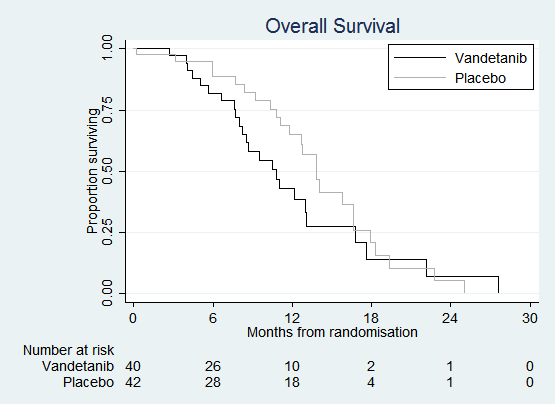 Overall Survival
Vandetanib
Placebo
Proportion surviving
1.00
0.75
0.50
0.25
0.00
0 6 12 18 24 30
Months from randomisation
Number at risk
Vandetanib 40 26 10 2 1 0
Placebo 42 28 18 4 1 0